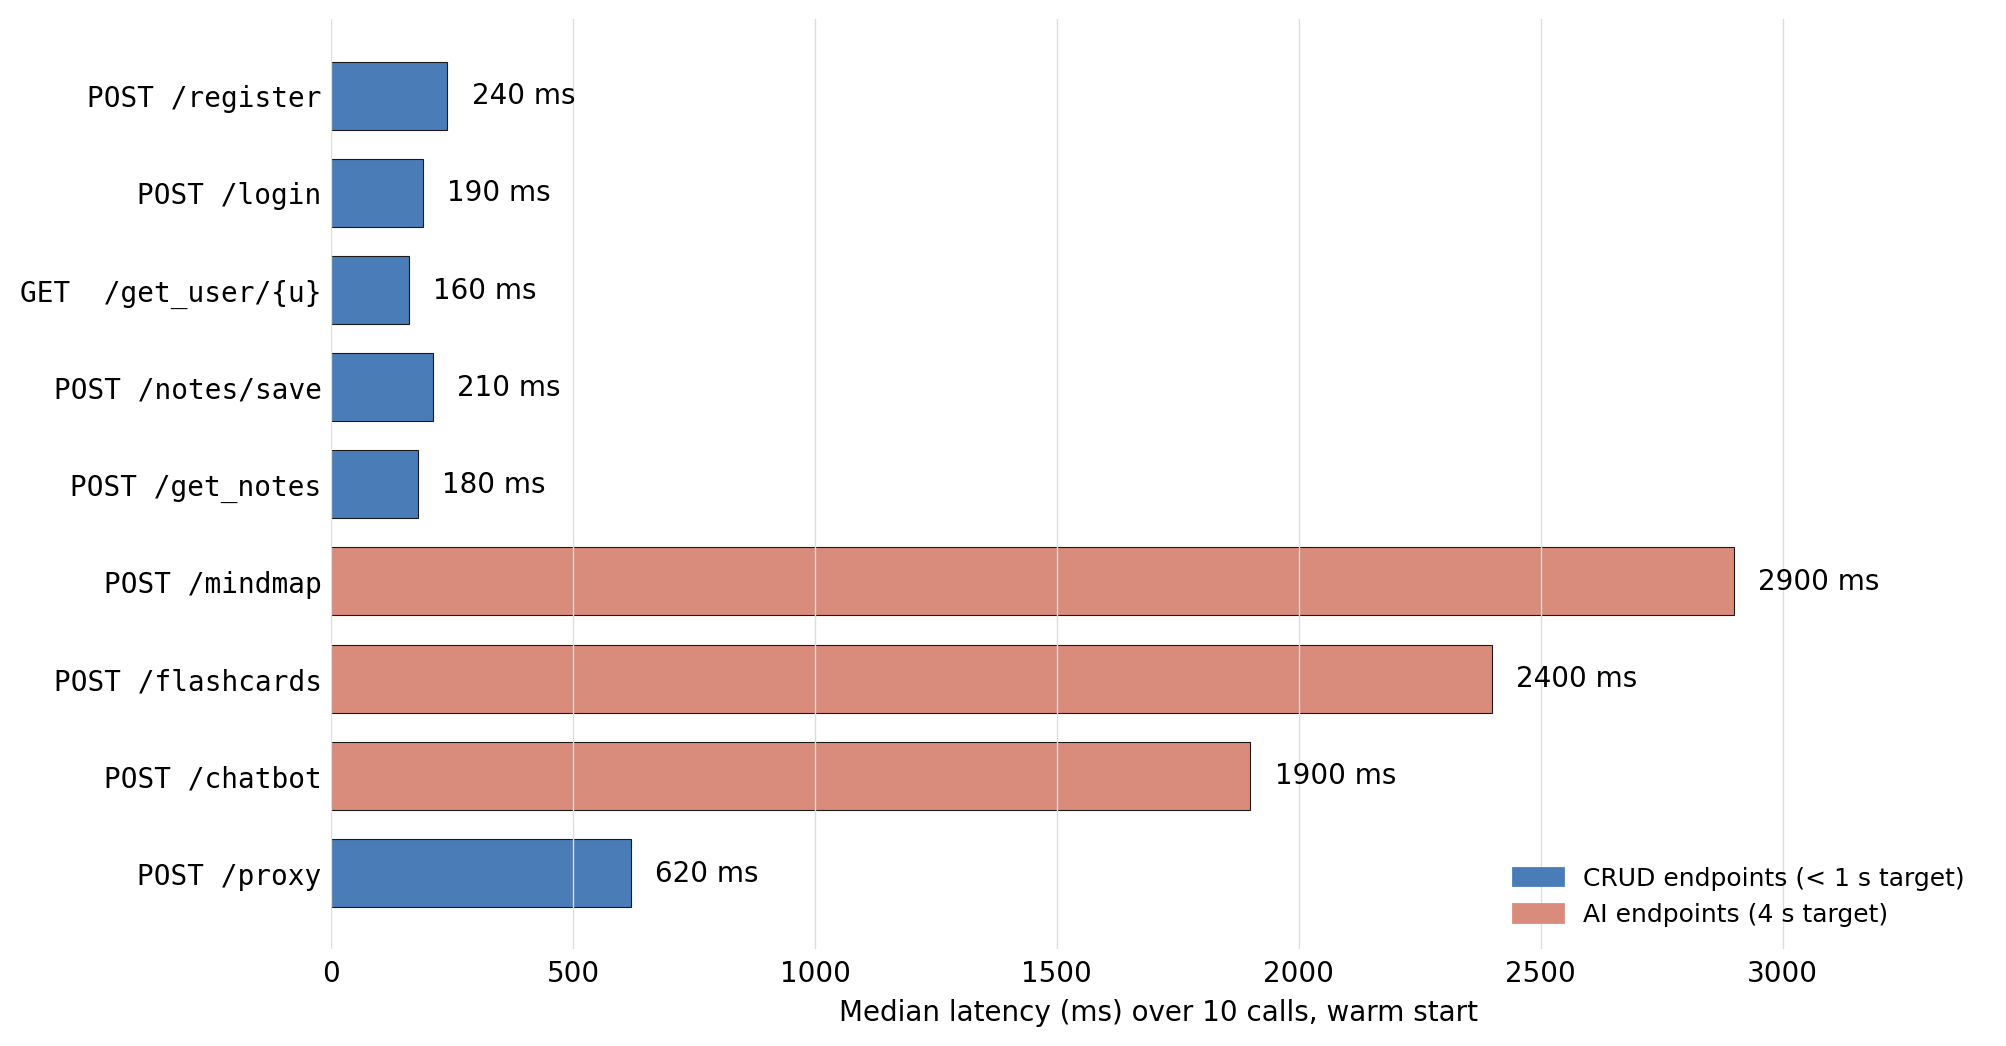 POST /register 240 ms
POST /login 190 ms
GET  /get_user/{u} 160 ms
POST /notes/save 210 ms
POST /get_notes 180 ms
POST /mindmap 2900 ms
POST /flashcards 2400 ms
POST /chatbot 1900 ms
POST /proxy 620 ms
CRUD endpoints (< 1 s target)
AI endpoints (4 s target)
0 500 1000 1500 2000 2500 3000
Median latency (ms) over 10 calls, warm start